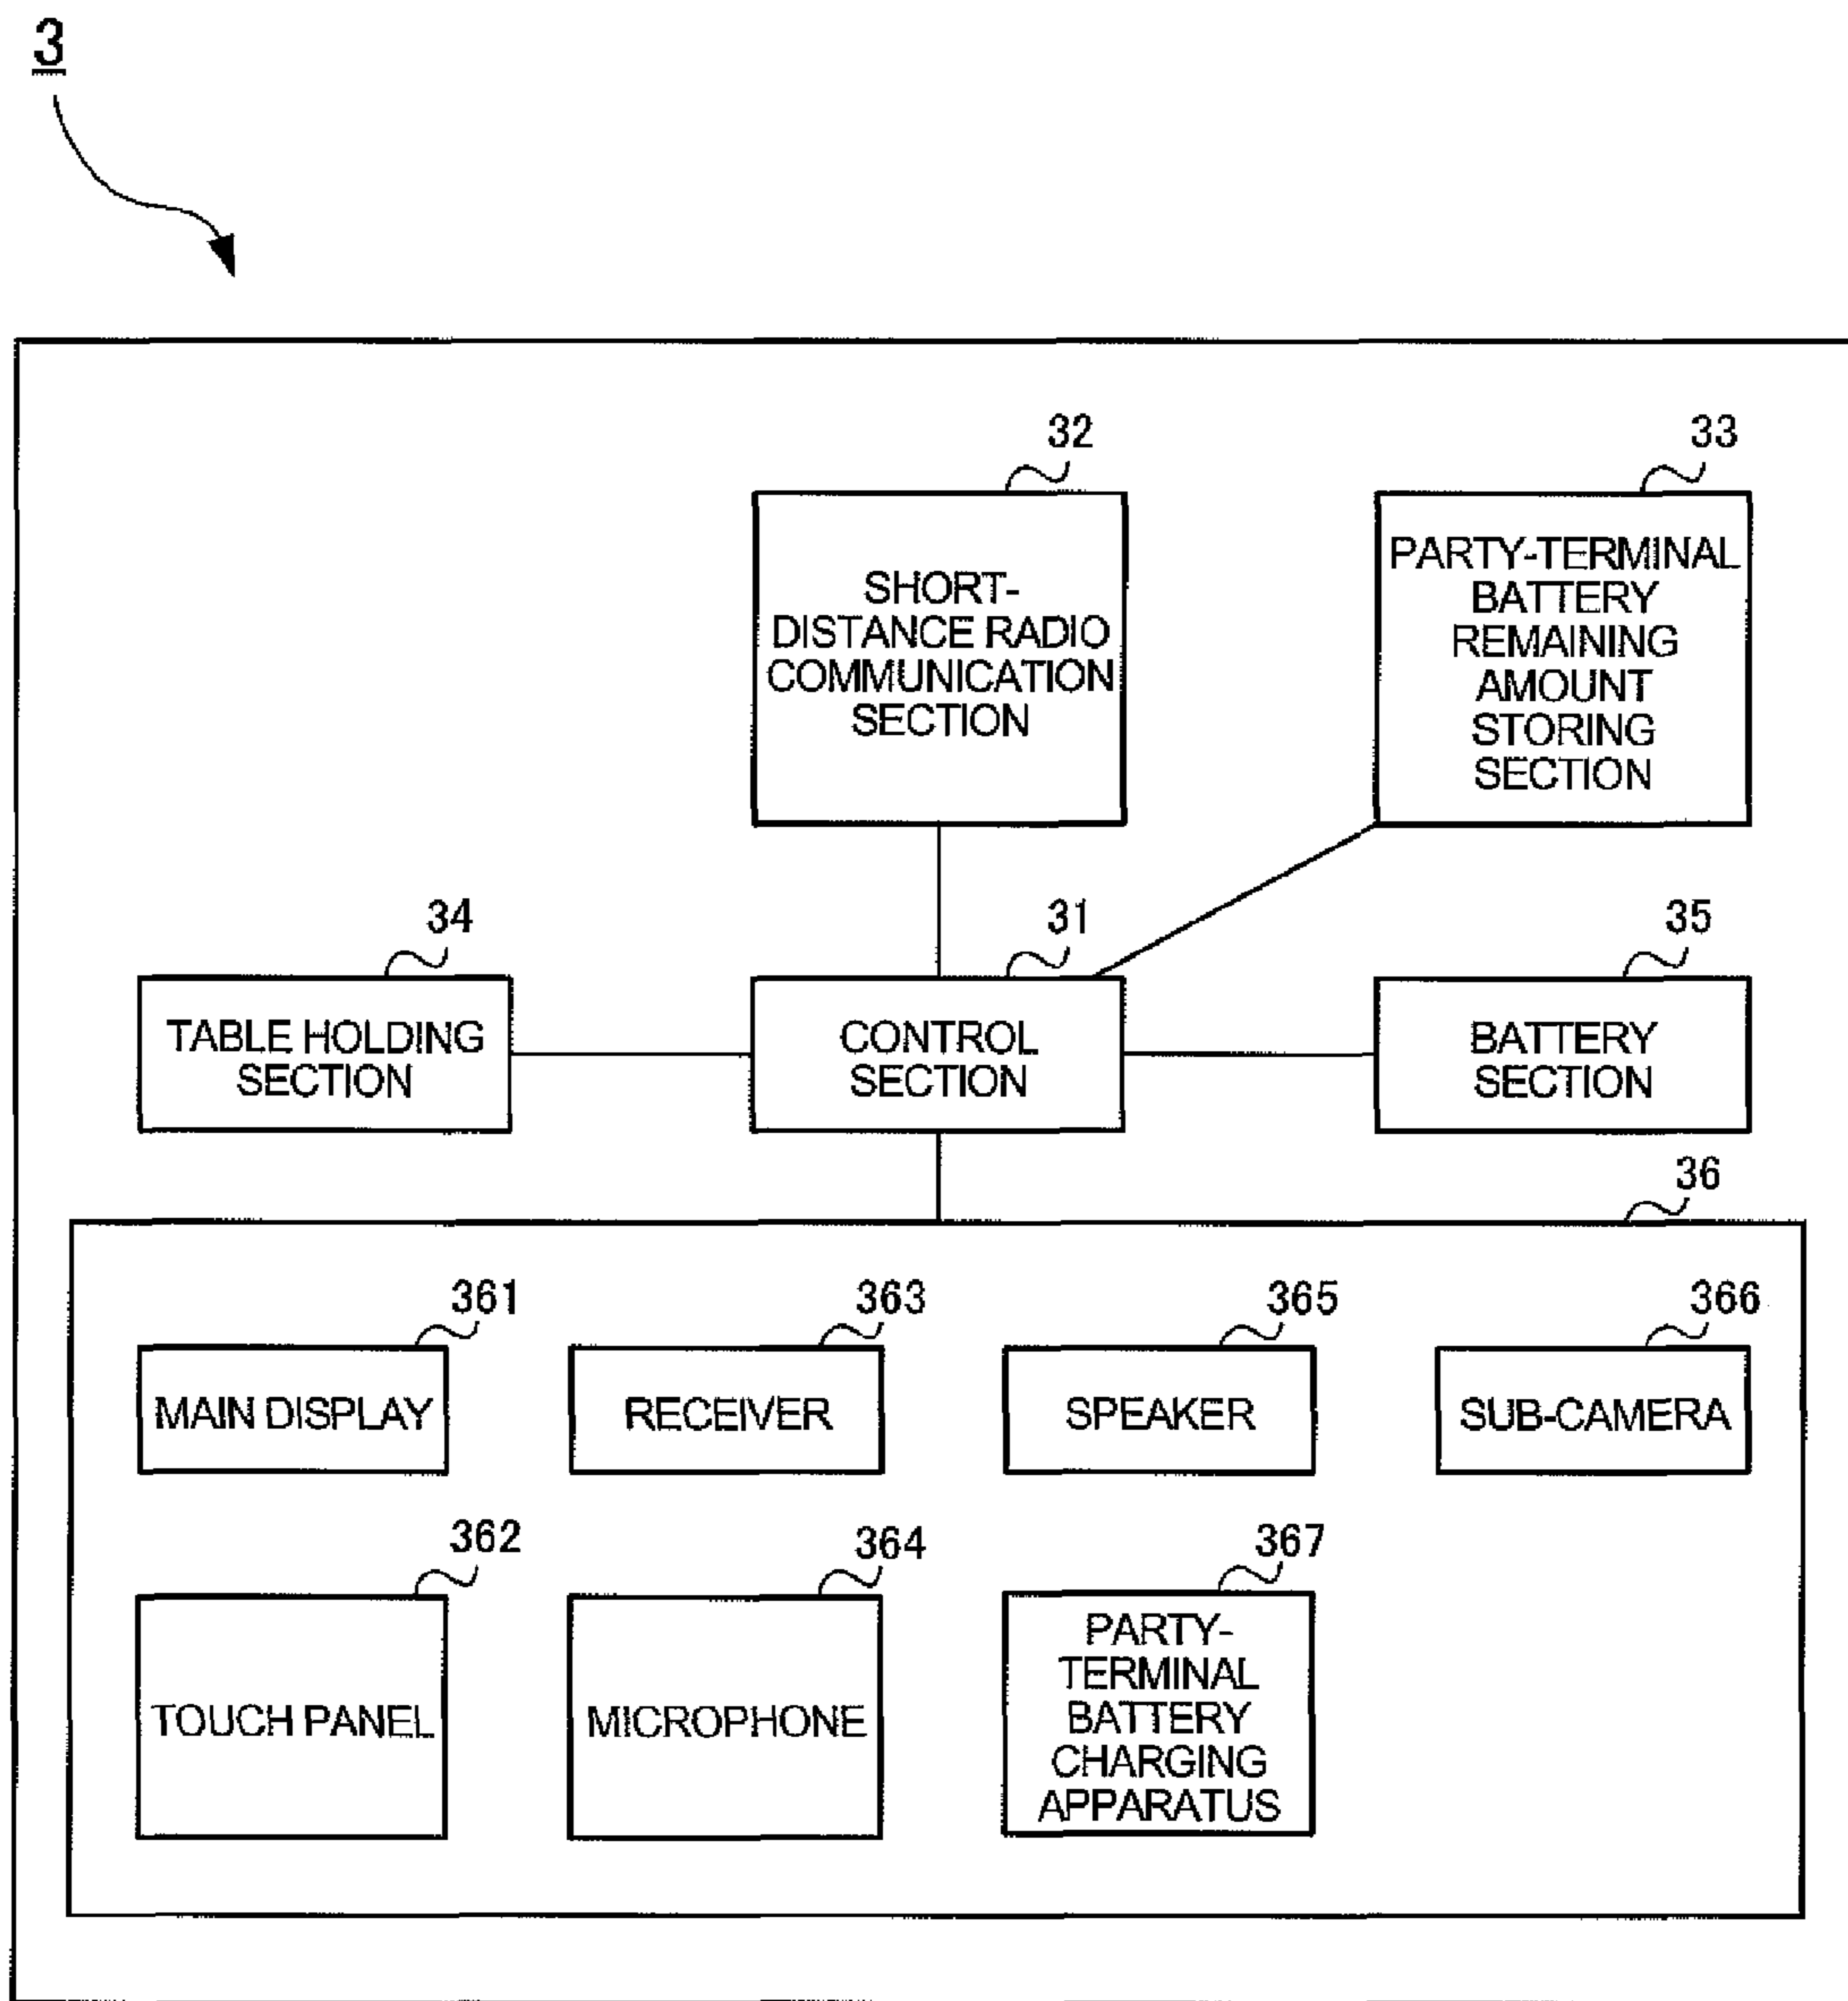 3
32
33
SHORT-
DISTANCE RADIO
COMMUNICATION
SECTION
PARTY-TERMINAL
BATTERY
REMAINING
AMOUNT
STORING
SECTION
34
31
35
TABLE HOLDING
SECTION
CONTROL
SECTION
BATTERY
SECTION
36
361
363
365
366
MAIN DISPLAY
RECEIVER
SPEAKER
SUB-CAMERA
362
364
367
TOUCH PANEL
MICROPHONE
PARTY-
TERMINAL
BATTERY
CHARGING
APPARATUS